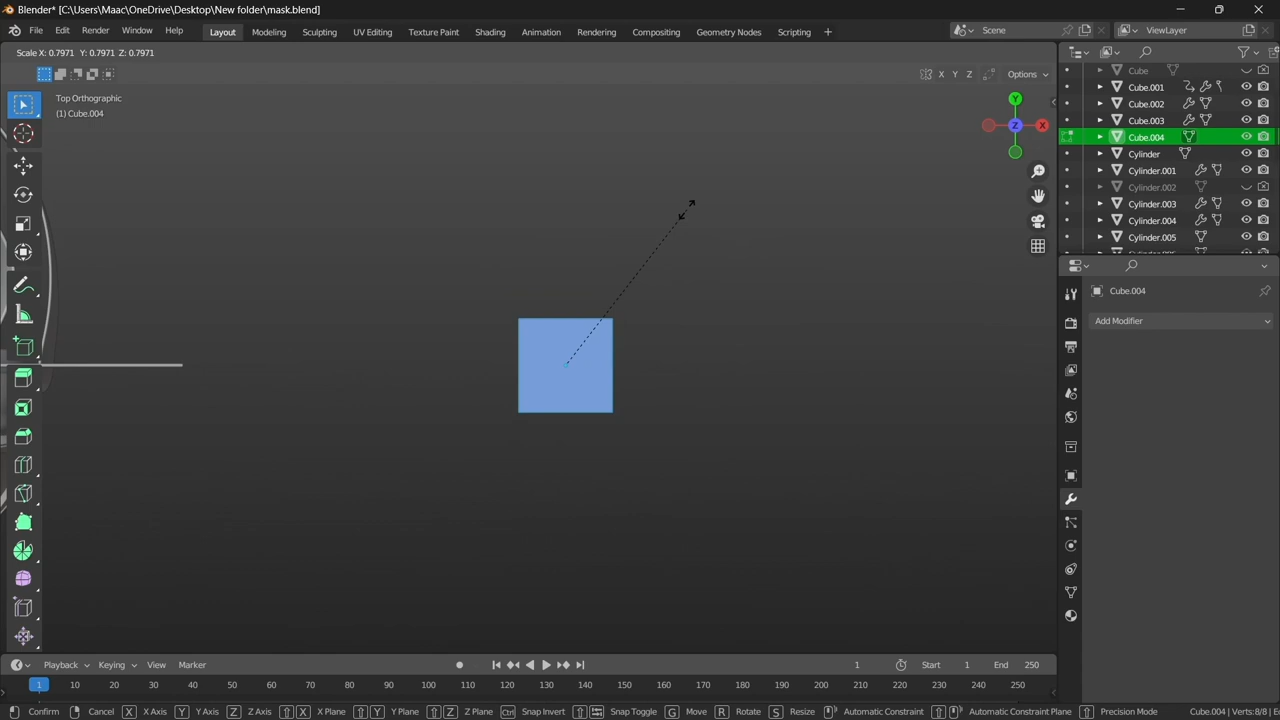 Blender* [C:\Users\Maac\OneDrive\Desktop\New folder\mask.blend]
File Edit Render Window Help Layout Modeling Sculpting UV Editing Texture Paint Shading Animation Rendering Compositing Geometry Nodes Scripting + Scene ViewLayer
Scale X: 0.7971 Y: 0.7971 Z: 0.7971
X Y Z Options
Top Orthographic
(1) Cube.004
Y
Z X
Cube
Cube.001
Cube.002
Cube.003
Cube.004
Cylinder
Cylinder.001
Cylinder.002
Cylinder.003
Cylinder.004
Cylinder.005
Cube.004
Add Modifier
Playback Keying View Marker 1 Start 1 End 250
1 10 20 30 40 50 60 70 80 90 100 110 120 130 140 150 160 170 180 190 200 210 220 230 240 250
Confirm Cancel X X Axis Y Y Axis Z Z Axis X X Plane Y Y Plane Z Z Plane Ctrl Snap Invert Snap Toggle G Move R Rotate S Resize Automatic Constraint Automatic Constraint Plane Precision Mode Cube.004 | Verts:8/8 | E